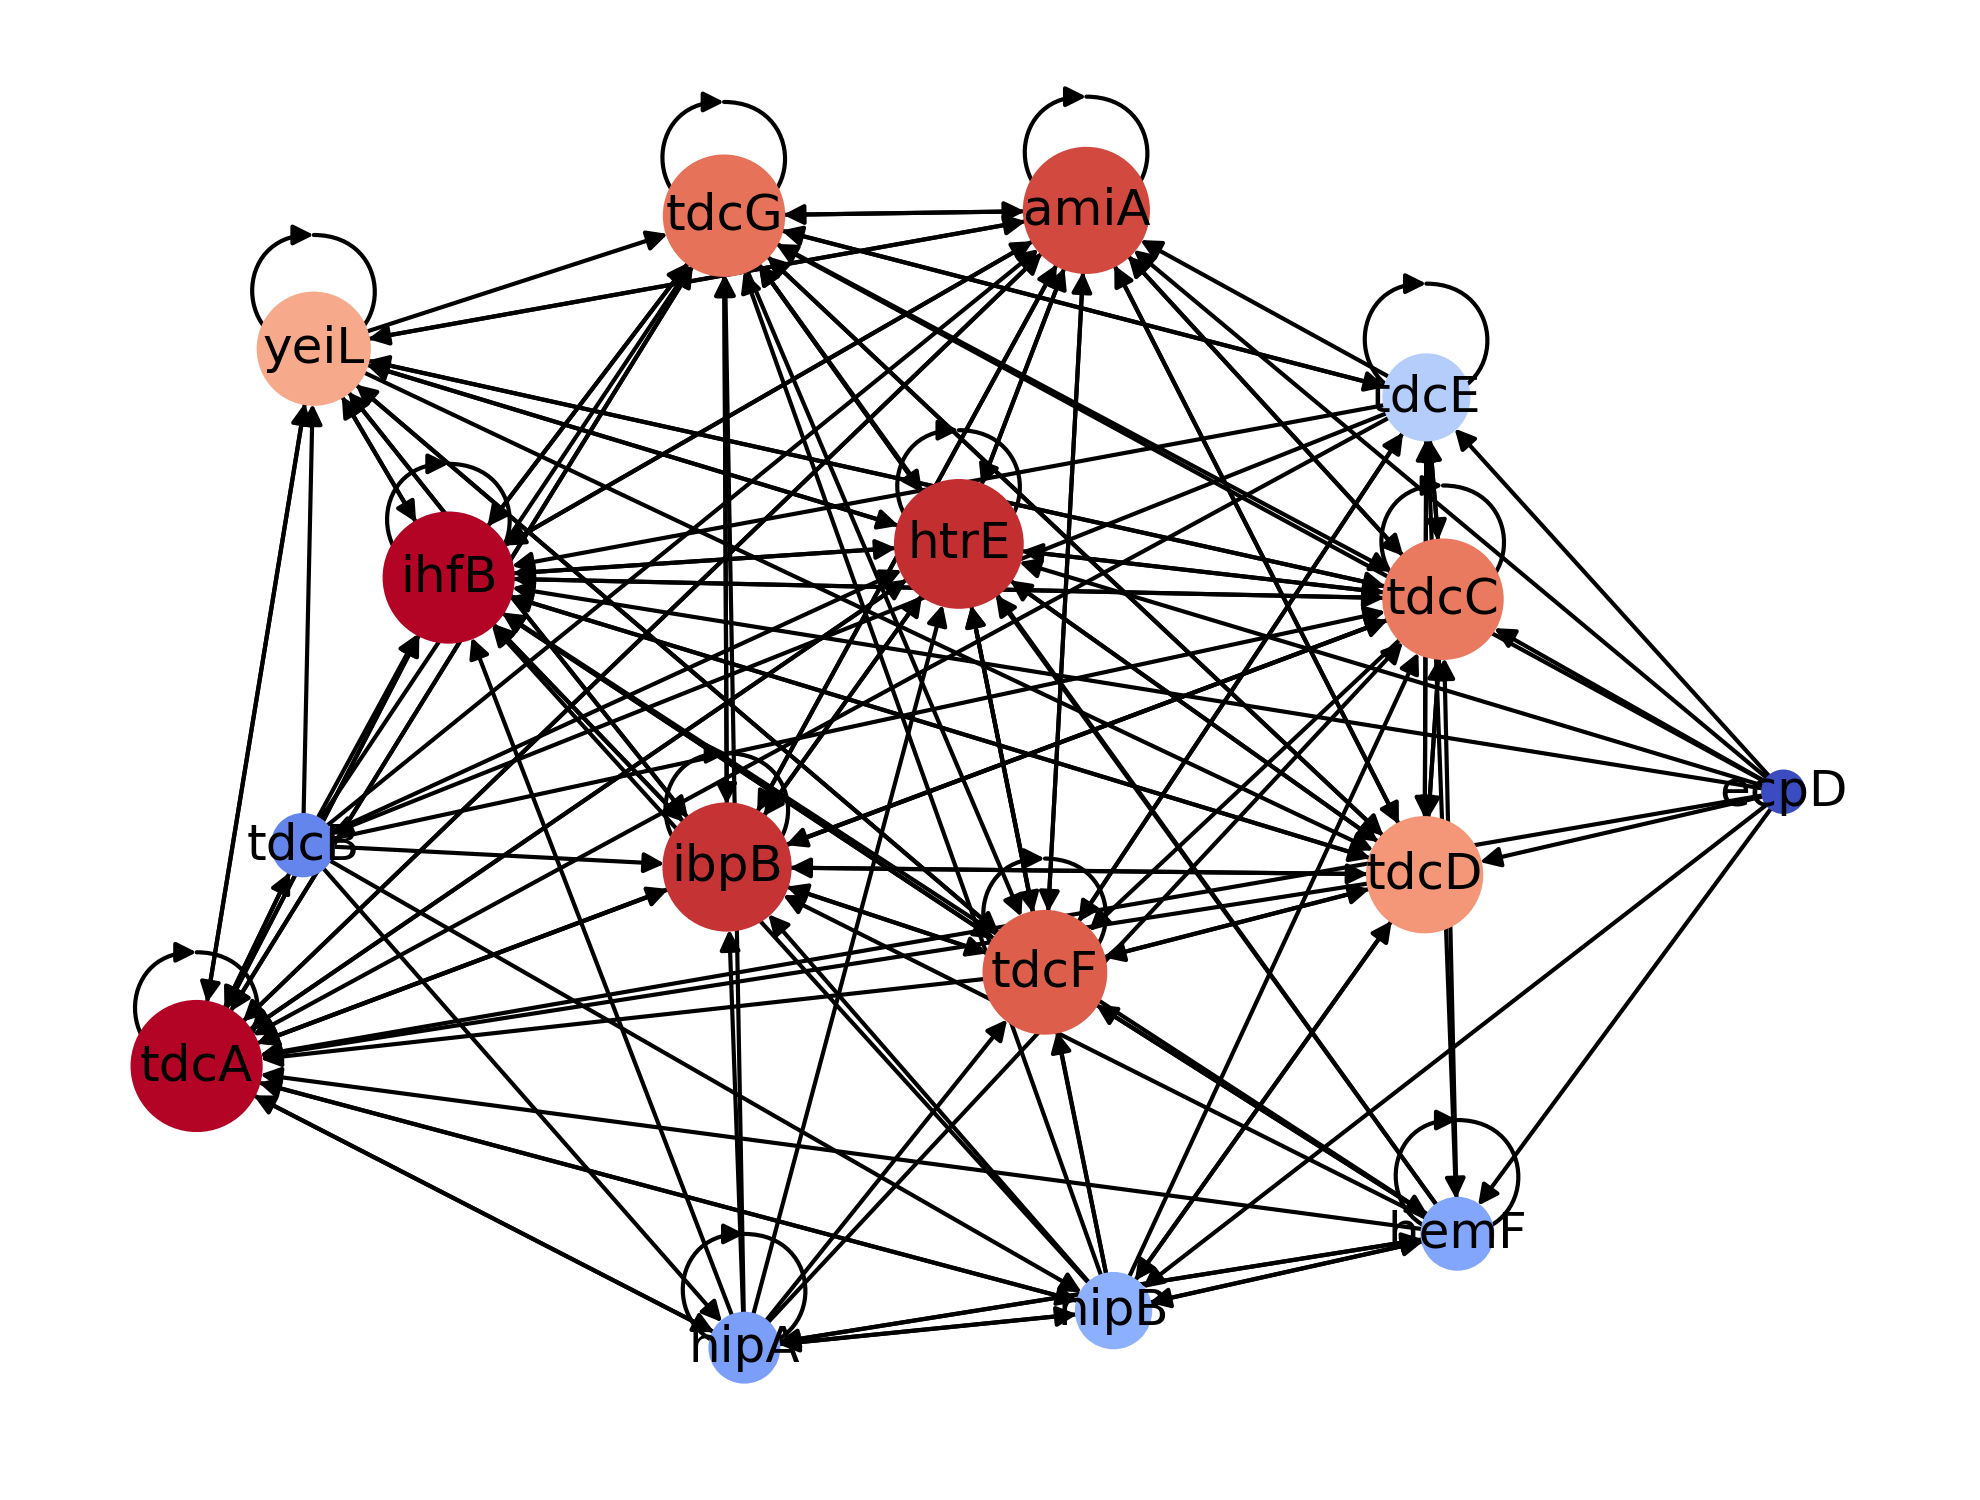 tdcG
amiA
yeiL
tdcE
htrE
ihfB
tdcC
ecpD
tdcB
ibpB
tdcD
tdcF
tdcA
hemF
hipB
hipA